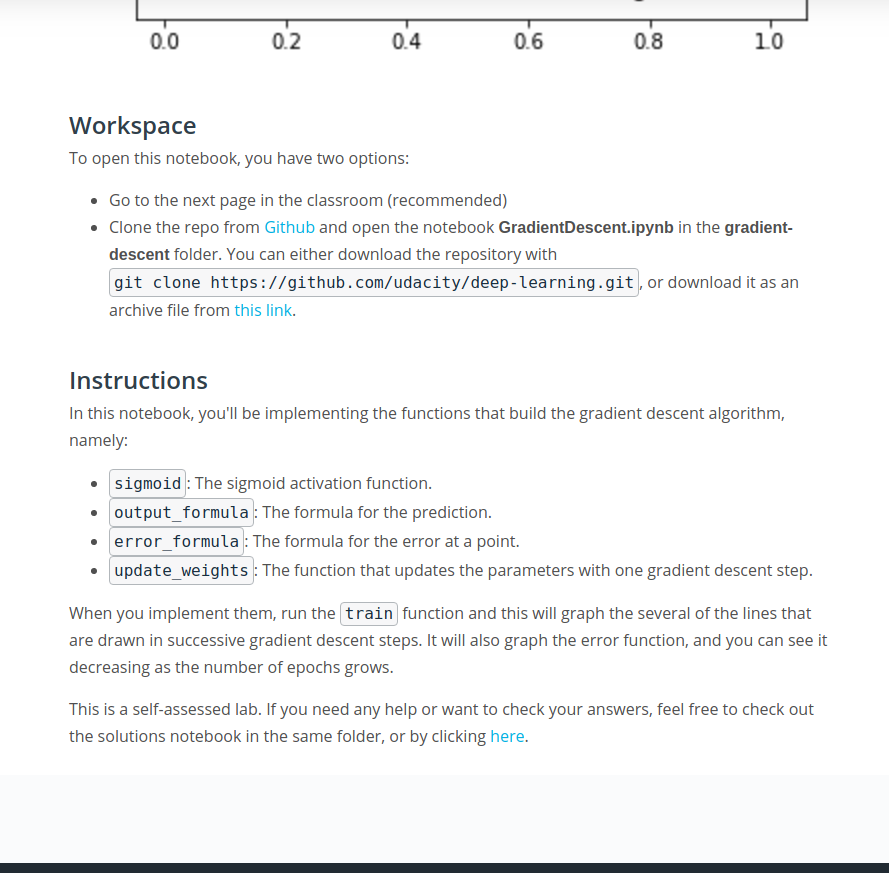 0.0 0.2 0.4 0.6 0.8 1.0
Workspace
To open this notebook, you have two options:
Go to the next page in the classroom (recommended)
Clone the repo from Github and open the notebook GradientDescent.ipynb in the gradient-
descent folder. You can either download the repository with
git clone https://github.com/udacity/deep-learning.git, or download it as an
archive file from this link.
Instructions
In this notebook, you'll be implementing the functions that build the gradient descent algorithm,
namely:
sigmoid: The sigmoid activation function.
output_formula: The formula for the prediction.
error_formula: The formula for the error at a point.
update_weights: The function that updates the parameters with one gradient descent step.
When you implement them, run the train function and this will graph the several of the lines that
are drawn in successive gradient descent steps. It will also graph the error function, and you can see it
decreasing as the number of epochs grows.
This is a self-assessed lab. If you need any help or want to check your answers, feel free to check out
the solutions notebook in the same folder, or by clicking here.